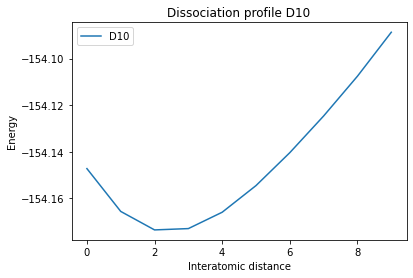 Dissociation profile D10
D10
Energy
−154.10
−154.12
−154.14
−154.16
0 2 4 6 8
Interatomic distance